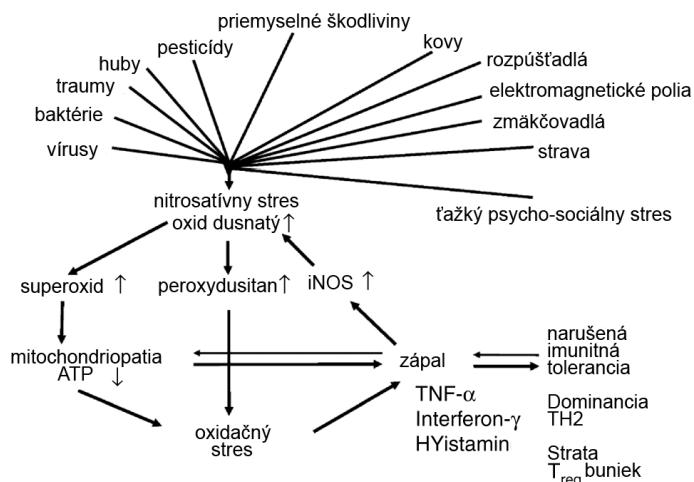 priemyselné škodliviny
pesticídy
huby
traumy
baktérie
vírusy
kovy
rozpúšťadlá
elektromagnetické polia
zmäkčovadlá
strava
ťažký psycho-sociálny stres
nitrosatívny stres
oxid dusnatý ↑
superoxid ↑
peroxydusitan ↑
iNOS ↑
mitochondriopatia
ATP ↓
zápal
TNF-α
Interferon-γ
HYistamin
narušená
imunitná
tolerancia
Dominancia
TH2
Strata
Treg buniek
oxidačný
stres